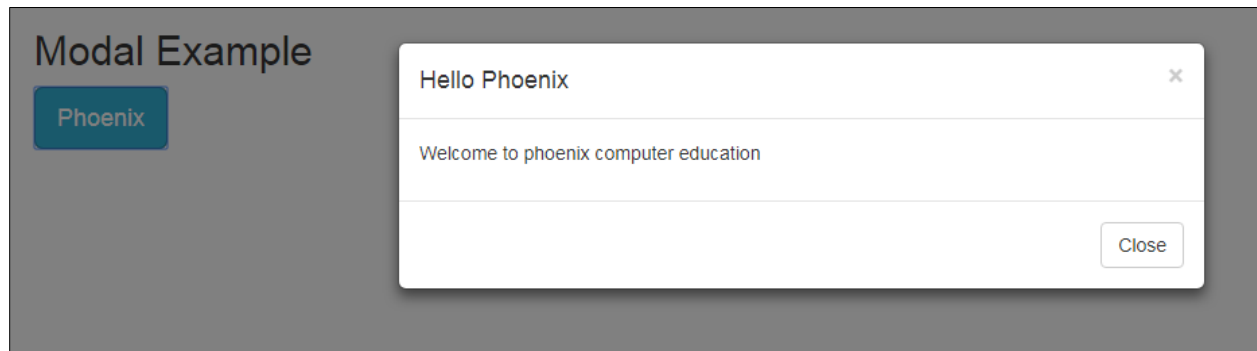 Modal Example
Phoenix
Hello Phoenix
×
Welcome to phoenix computer education
Close